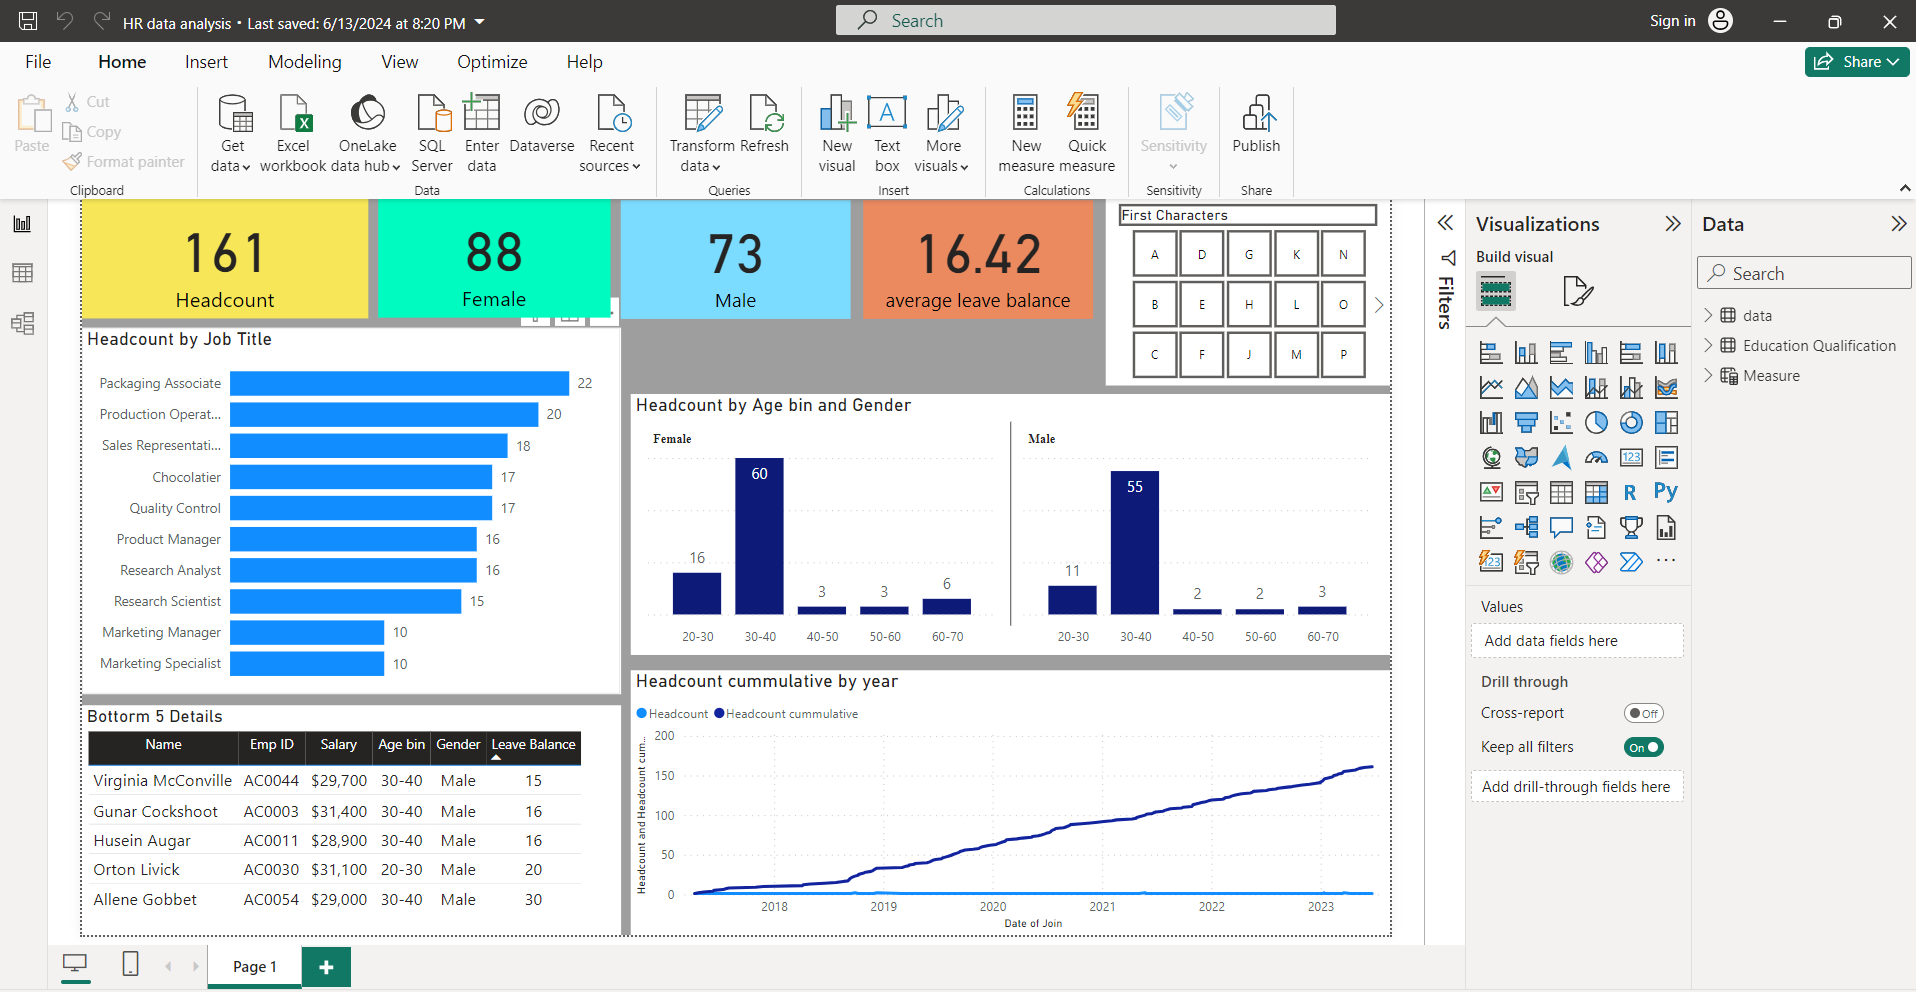 HR data analysis • Last saved: 6/13/2024 at 8:20 PM
Search
Sign in
File Home Insert Modeling View Optimize Help
Share
Paste
Cut
Copy
Format painter
Clipboard
Get data
Excel workbook
OneLake data hub
SQL Server
Enter data
Dataverse
Recent sources
Data
Transform data
Refresh
Queries
New visual
Text box
More visuals
Insert
New measure
Quick measure
Calculations
Sensitivity
Sensitivity
Publish
Share
161
Headcount
88
Female
73
Male
16.42
average leave balance
First Characters
A D G K N
B E H L O
C F J M P
Headcount by Job Title
Packaging Associate 22
Production Operat... 20
Sales Representati... 18
Chocolatier 17
Quality Control 17
Product Manager 16
Research Analyst 16
Research Scientist 15
Marketing Manager 10
Marketing Specialist 10
Headcount by Age bin and Gender
Female
16 60 3 3 6
20-30 30-40 40-50 50-60 60-70
Male
11 55 2 2 3
20-30 30-40 40-50 50-60 60-70
Bottorm 5 Details
Name Emp ID Salary Age bin Gender Leave Balance
Virginia McConville AC0044 $29,700 30-40 Male 15
Gunar Cockshoot AC0003 $31,400 30-40 Male 16
Husein Augar AC0011 $28,900 30-40 Male 16
Orton Livick AC0030 $31,100 20-30 Male 20
Allene Gobbet AC0054 $29,000 30-40 Male 30
Headcount cummulative by year
Headcount Headcount cummulative
Headcount and Headcount cum...
200
150
100
50
0
2018 2019 2020 2021 2022 2023
Date of Join
Filters
Visualizations
Build visual
123
R
Py
123
Values
Add data fields here
Drill through
Cross-report Off
Keep all filters On
Add drill-through fields here
Data
Search
data
Education Qualification
Measure
Page 1